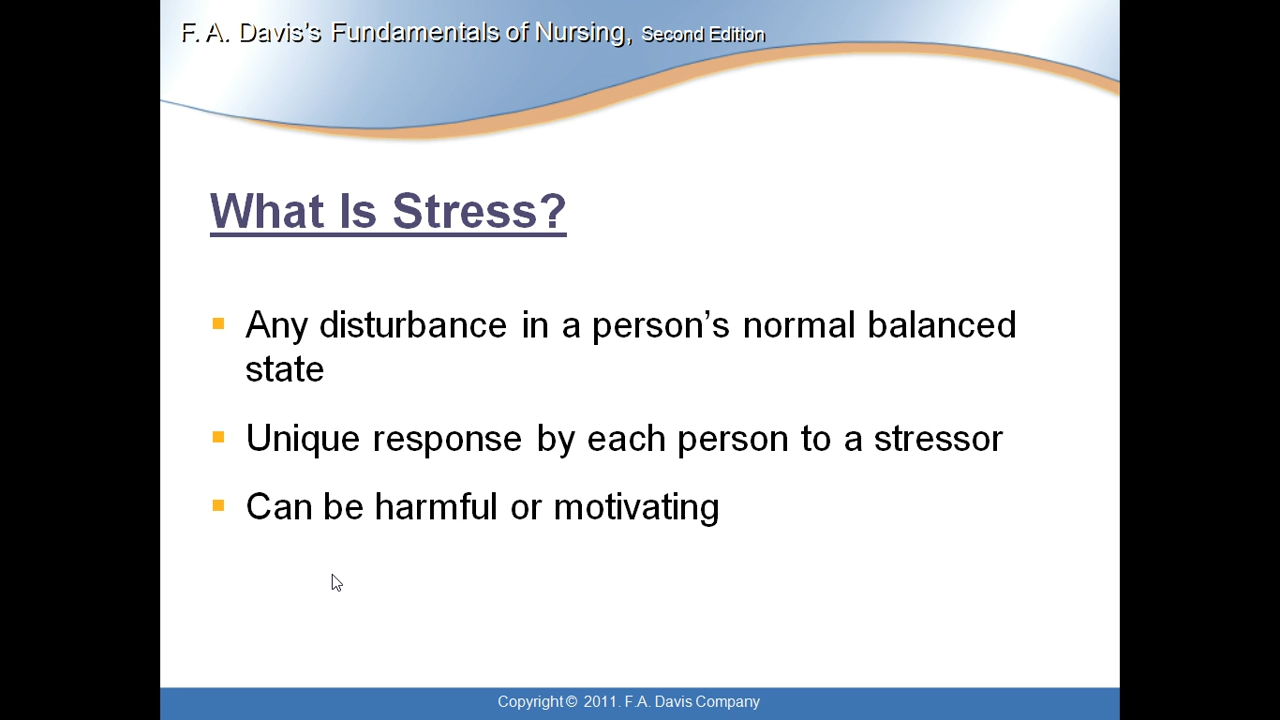 F. A. Davis's Fundamentals of Nursing, Second Edition
What Is Stress?
Any disturbance in a person’s normal balanced
state
Unique response by each person to a stressor
Can be harmful or motivating
Copyright © 2011. F.A. Davis Company